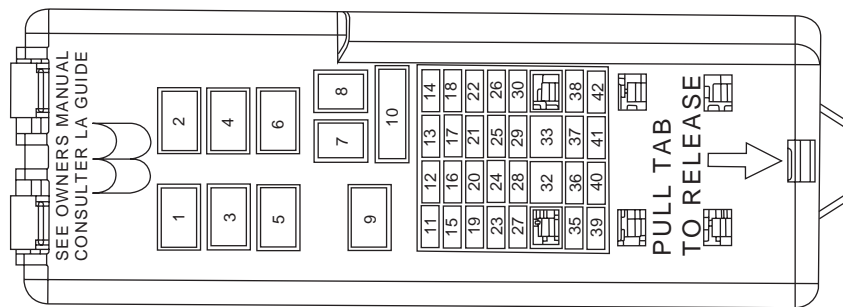 SEE OWNERS MANUAL
CONSULTER LA GUIDE
1 2
3 4
5 6
7 8
9
10
11 12 13 14
15 16 17 18
19 20 21 22
23 24 25 26
27 28 29 30
32 33
35 36 37 38
39 40 41 42
PULL TAB
TO RELEASE